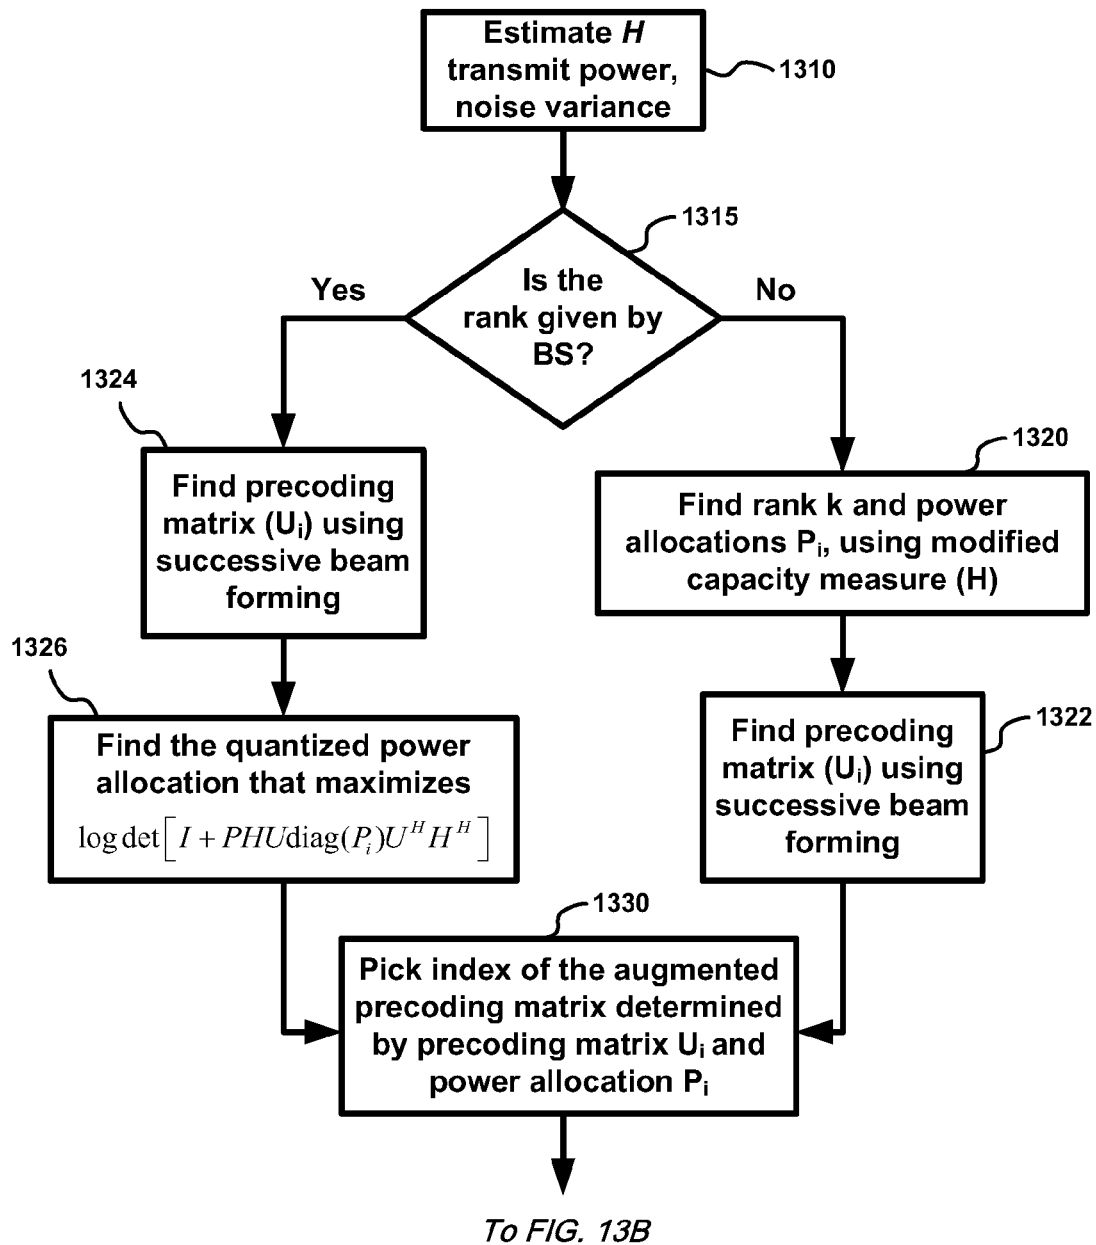 Estimate H
transmit power,
noise variance
1310
1315
Is the
rank given by
BS?
Yes
No
1324
Find precoding
matrix (Ui) using
successive beam
forming
1320
Find rank k and power
allocations Pi, using modified
capacity measure (H)
1326
Find the quantized power
allocation that maximizes
log det[I + PHUdiag(Pi)U^H H^H]
1322
Find precoding
matrix (Ui) using
successive beam
forming
1330
Pick index of the augmented
precoding matrix determined
by precoding matrix Ui and
power allocation Pi
To FIG. 13B